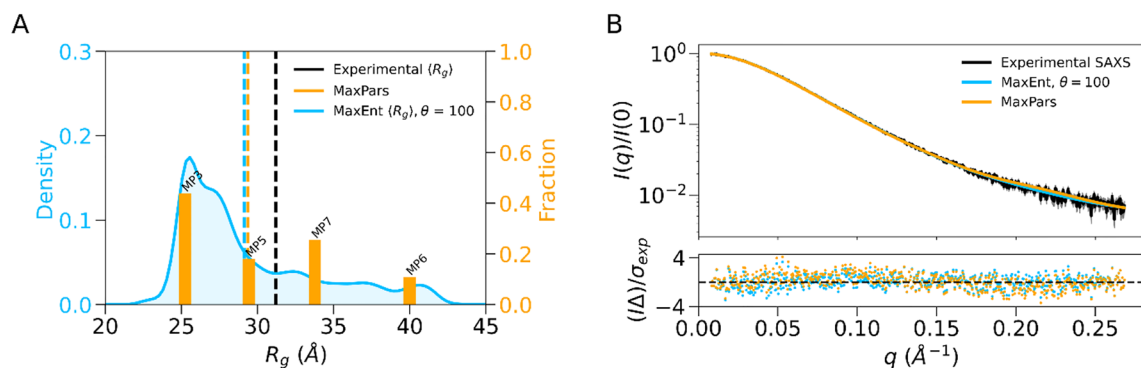 A
0.3
0.2
0.1
0.0
Density
1.0
0.8
0.6
0.4
0.2
0.0
Fraction
Experimental ⟨Rg⟩
MaxPars
MaxEnt ⟨Rg⟩, θ = 100
MP3
MP5
MP7
MP6
20 25 30 35 40 45
Rg (Å)
B
10⁰
10⁻¹
10⁻²
I(q)/I(0)
Experimental SAXS
MaxEnt, θ = 100
MaxPars
4
−4
(IΔ)/σexp
0.00 0.05 0.10 0.15 0.20 0.25
q (Å⁻¹)